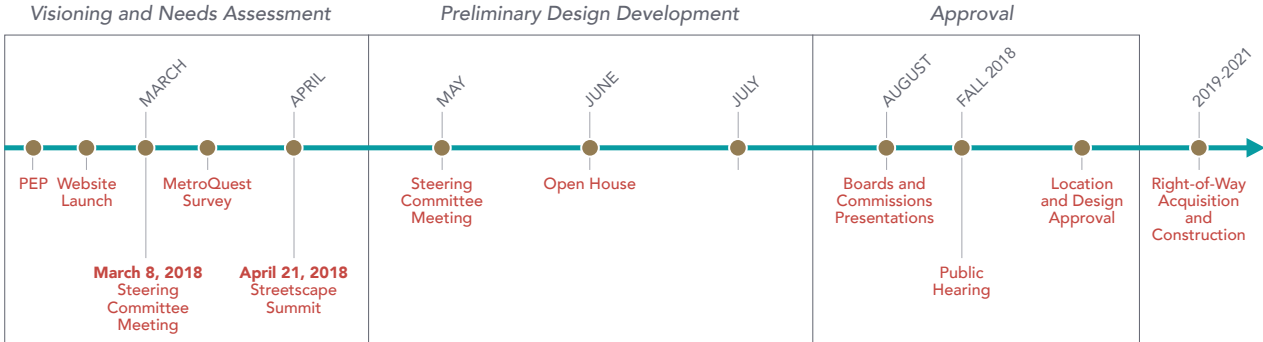 Visioning and Needs Assessment
Preliminary Design Development
Approval
MARCH
APRIL
MAY
JUNE
JULY
AUGUST
FALL 2018
2019-2021
PEP
Website
Launch
MetroQuest
Survey
Steering
Committee
Meeting
Open House
Boards and
Commissions
Presentations
Location
and Design
Approval
Right-of-Way
Acquisition
and
Construction
March 8, 2018
Steering
Committee
Meeting
April 21, 2018
Streetscape
Summit
Public
Hearing